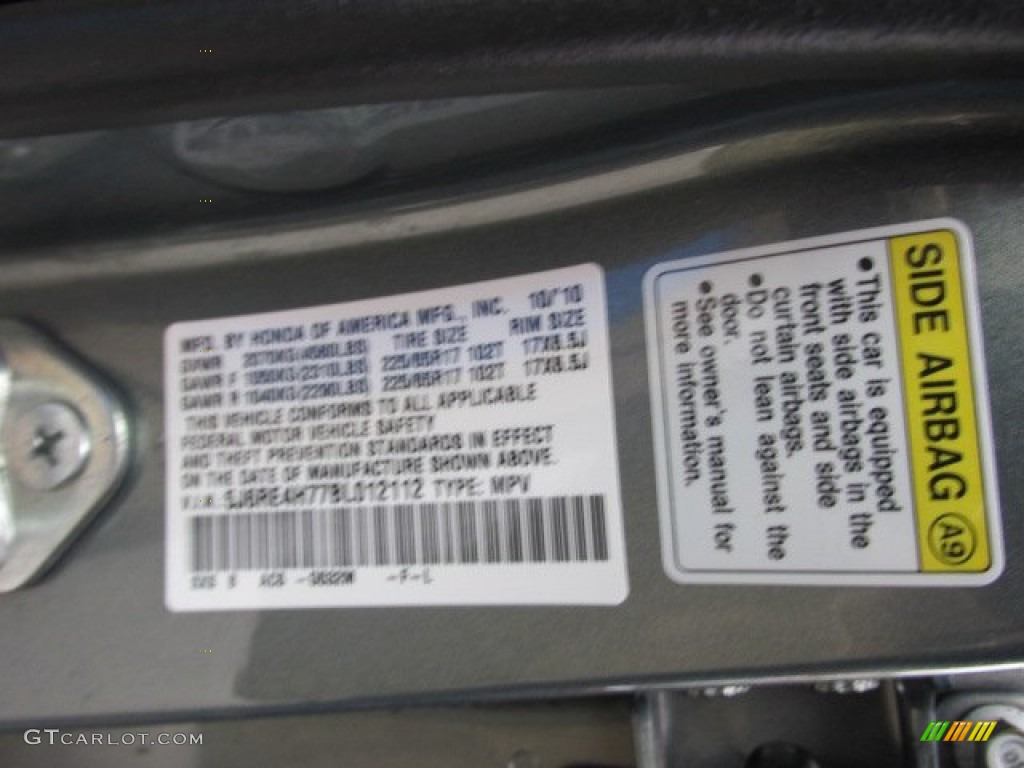 MFD. BY HONDA OF AMERICA MFG., INC. 10/10
GVWR 2070KG(4560LBS) TIRE SIZE RIM SIZE
GAWR F 1050KG(2310LBS) 225/65R17 102T 17X6.5J
GAWR R 1040KG(2290LBS) 225/65R17 102T 17X6.5J
THIS VEHICLE CONFORMS TO ALL APPLICABLE
FEDERAL MOTOR VEHICLE SAFETY
AND THEFT PREVENTION STANDARDS IN EFFECT
ON THE DATE OF MANUFACTURE SHOWN ABOVE.
V.I.N. 5J6RE4H77BL012112 TYPE: MPV
-F-L
SIDE AIRBAG A9
• This car is equipped
with side airbags in the
front seats and side
curtain airbags.
• Do not lean against the
door.
• See owner's manual for
more information.
GTCARLOT.COM